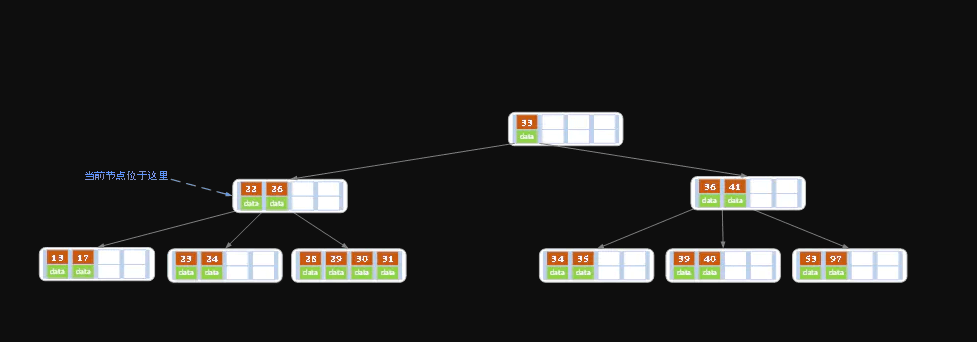 33
data
当前节点位于这里
22 26
data data
36 41
data data
13 17
data data
23 24
data data
28 29 30 31
data data data data
34 35
data data
39 40
data data
53 97
data data